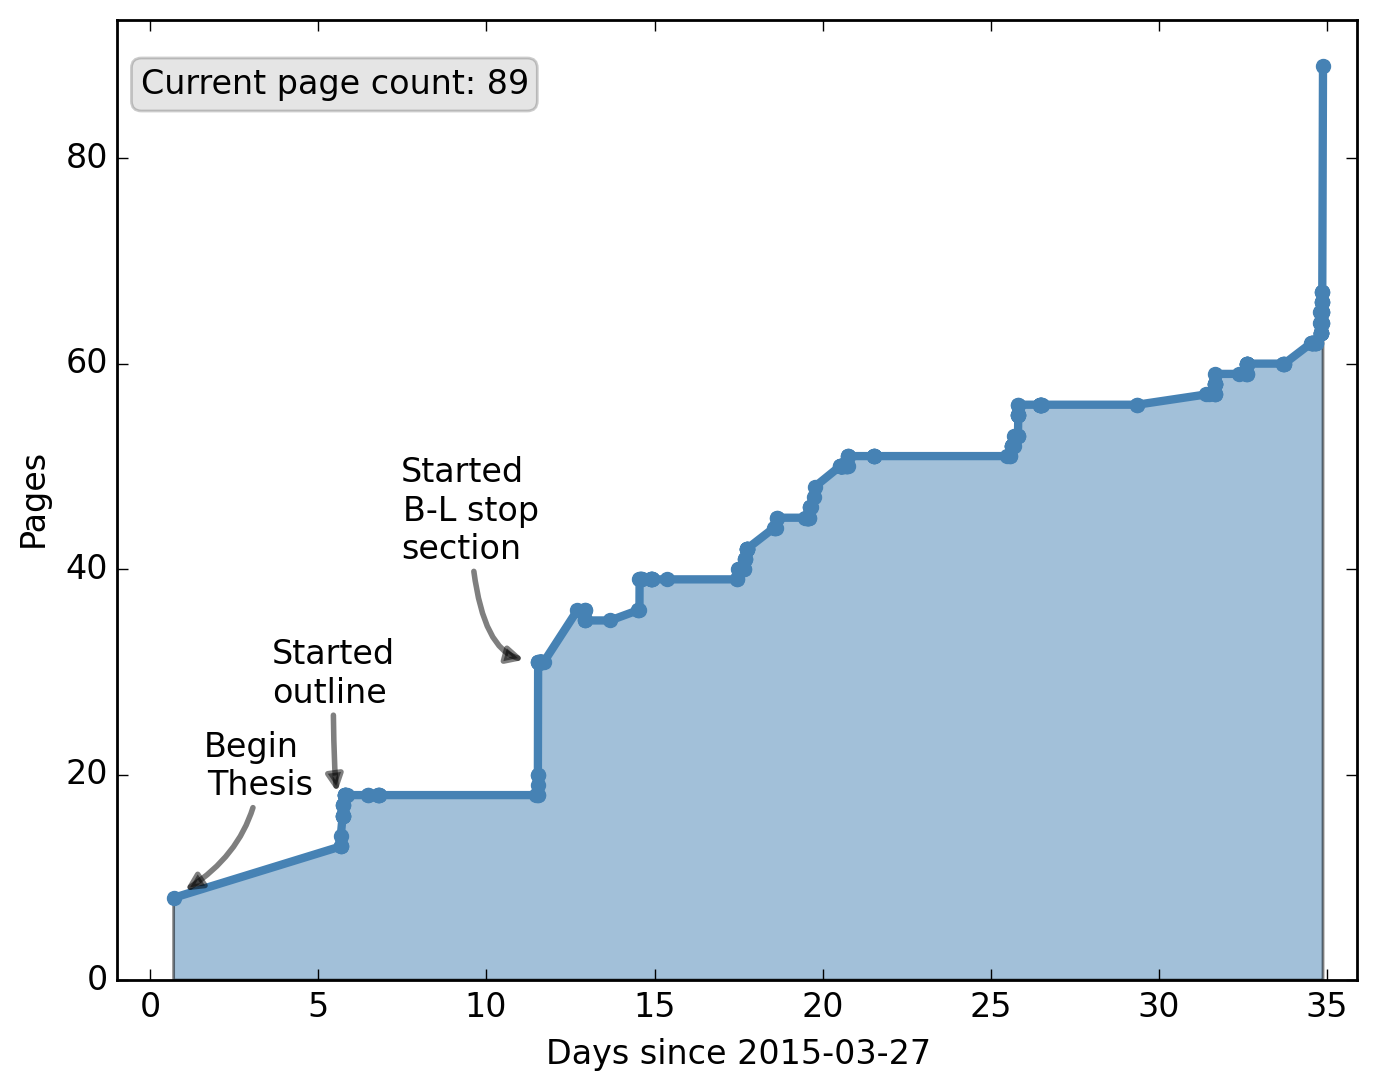 Current page count: 89
80
60
40
20
0
Pages
Started
B-L stop
section
Started
outline
Begin
Thesis
0 5 10 15 20 25 30 35
Days since 2015-03-27